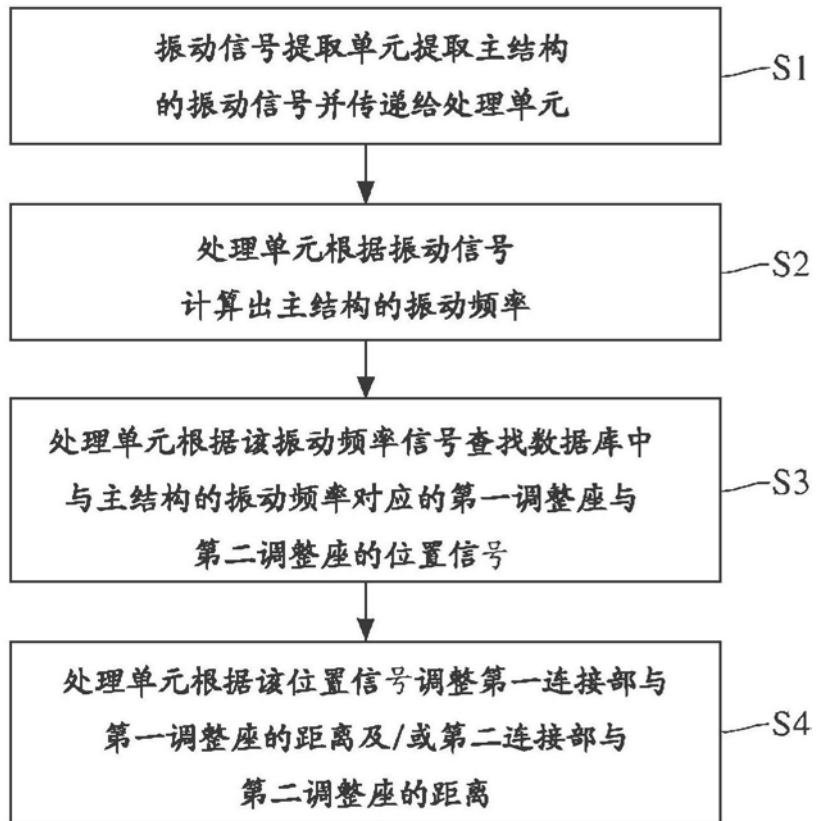 振动信号提取单元提取主结构
的振动信号并传递给处理单元
S1
处理单元根据振动信号
计算出主结构的振动频率
S2
处理单元根据该振动频率信号查找数据库中
与主结构的振动频率对应的第一调整座与
第二调整座的位置信号
S3
处理单元根据该位置信号调整第一连接部与
第一调整座的距离及/或第二连接部与
第二调整座的距离
S4